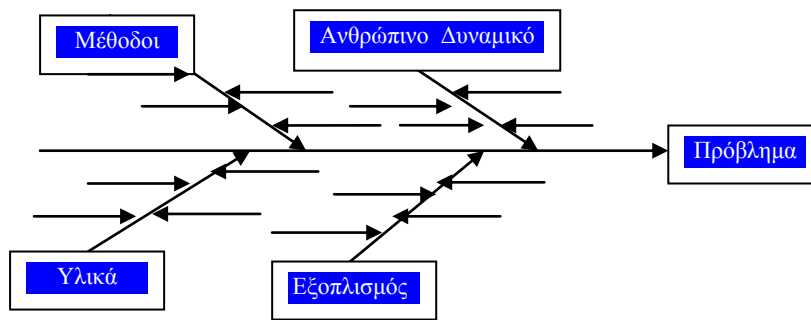 Μέθοδοι
Ανθρώπινο Δυναμικό
Πρόβλημα
Υλικά
Εξοπλισμός